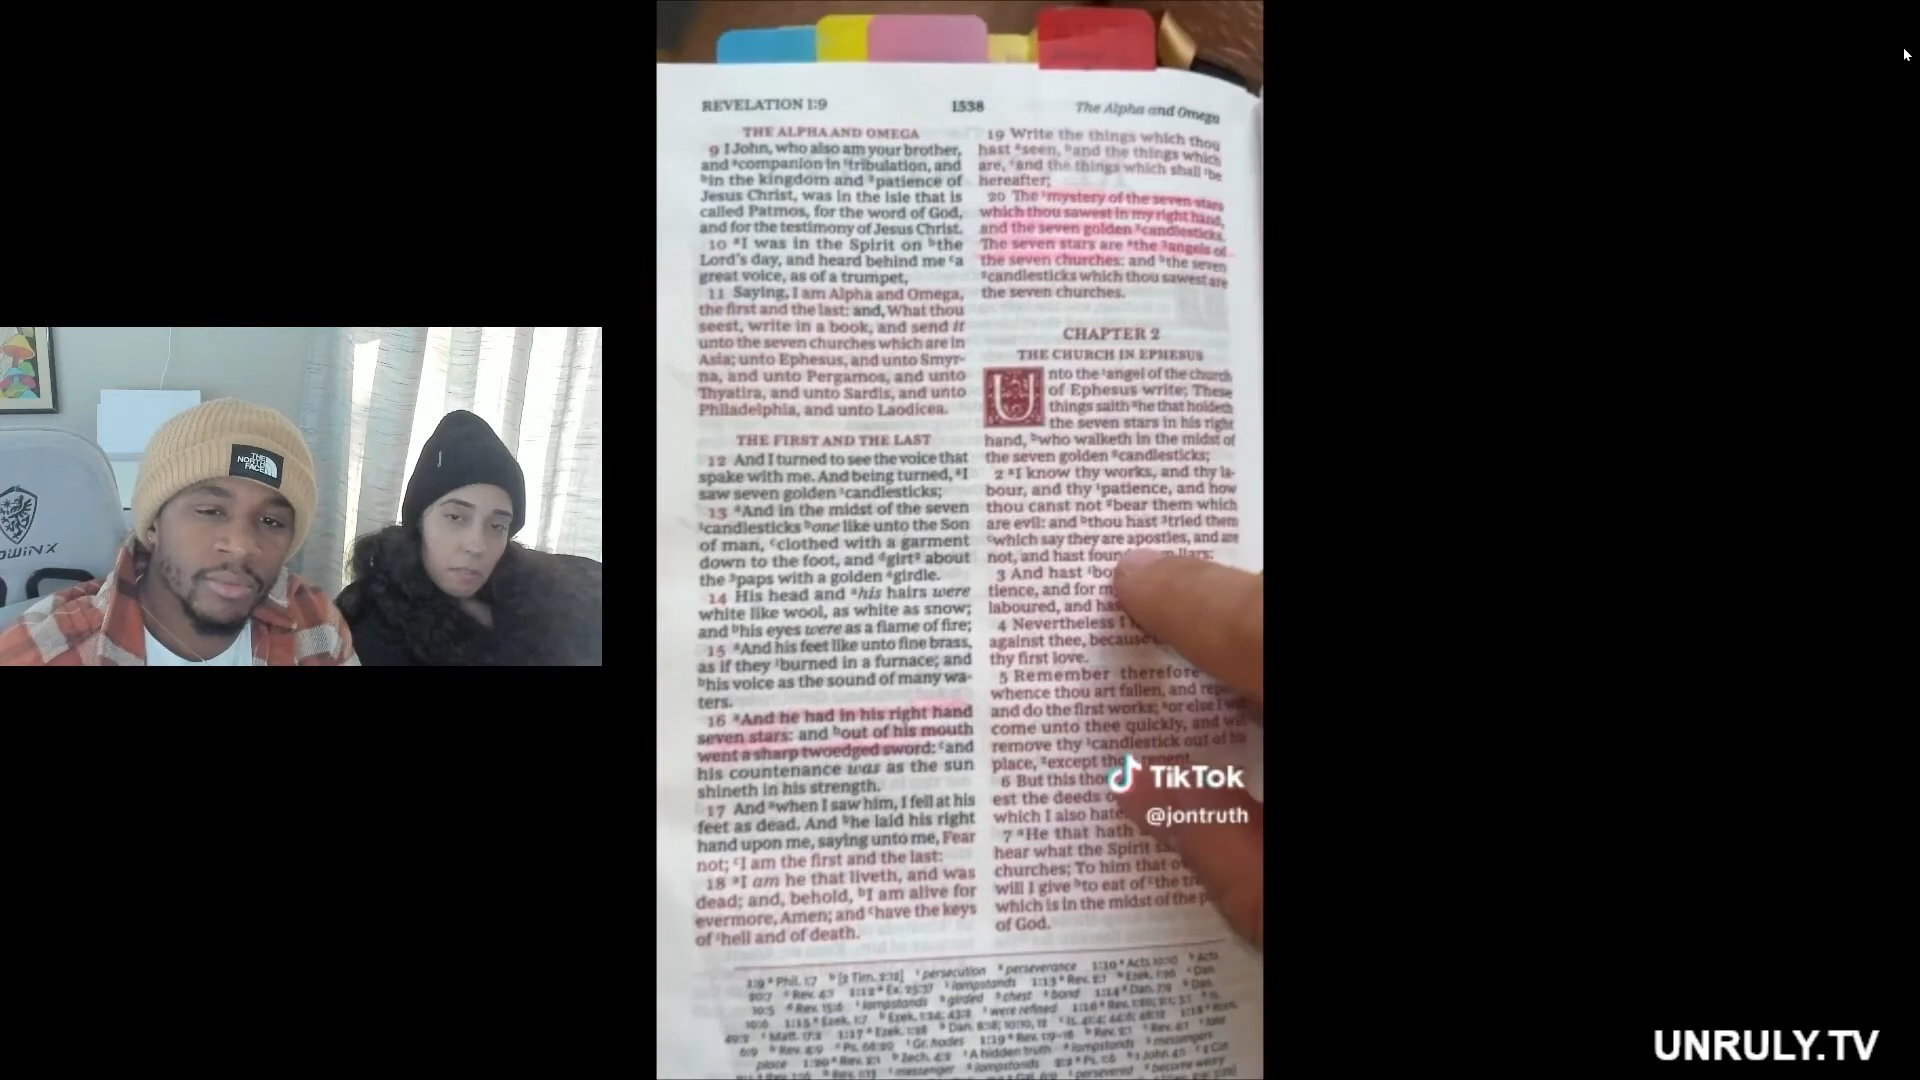 REVELATION 1:9
1538
The Alpha and Omega
THE ALPHA AND OMEGA
9 I John, who also am your brother,
and companion in tribulation, and
in the kingdom and patience of
Jesus Christ, was in the isle that is
called Patmos, for the word of God,
and for the testimony of Jesus Christ.
10 I was in the Spirit on the
Lord's day, and heard behind me a
great voice, as of a trumpet,
11 Saying, I am Alpha and Omega,
the first and the last: and, What thou
seest, write in a book, and send it
unto the seven churches which are in
Asia; unto Ephesus, and unto Smyr-
na, and unto Pergamos, and unto
Thyatira, and unto Sardis, and unto
Philadelphia, and unto Laodicea.
THE FIRST AND THE LAST
12 And I turned to see the voice that
spake with me. And being turned, I
saw seven golden candlesticks;
13 And in the midst of the seven
candlesticks one like unto the Son
of man, clothed with a garment
down to the foot, and girt about
the paps with a golden girdle.
14 His head and his hairs were
white like wool, as white as snow;
and his eyes were as a flame of fire;
15 And his feet like unto fine brass,
as if they burned in a furnace; and
his voice as the sound of many wa-
ters.
16 And he had in his right hand
seven stars: and out of his mouth
went a sharp twoedged sword: and
his countenance was as the sun
shineth in his strength.
17 And when I saw him, I fell at his
feet as dead. And he laid his right
hand upon me, saying unto me, Fear
not; I am the first and the last:
18 I am he that liveth, and was
dead; and, behold, I am alive for
evermore, Amen; and have the keys
of hell and of death.
19 Write the things which thou
hast seen, and the things which
are, and the things which shall be
hereafter;
20 The mystery of the seven stars
which thou sawest in my right hand,
and the seven golden candlesticks.
The seven stars are the angels of
the seven churches: and the seven
candlesticks which thou sawest are
the seven churches.
CHAPTER 2
THE CHURCH IN EPHESUS
Unto the angel of the church
of Ephesus write; These
things saith he that holdeth
the seven stars in his right
hand, who walketh in the midst of
the seven golden candlesticks;
2 I know thy works, and thy la-
bour, and thy patience, and how
thou canst not bear them which
are evil: and thou hast tried them
which say they are apostles, and are
not, and hast foun liars:
3 And hast bo
tience, and for m
laboured, and has
4 Nevertheless I
against thee, because
thy first love.
5 Remember therefore
whence thou art fallen, and rep
and do the first works; or else I
come unto thee quickly, and
remove thy candlestick out of
place, except
6 But this tho
est the deeds o
which I also hate.
7 He that hath
hear what the Spirit sa
churches; To him that o
will I give to eat of the tr
which is in the midst of the p
of God.
TikTok
@jontruth
THE
NORTH
FACE
UNRULY.TV